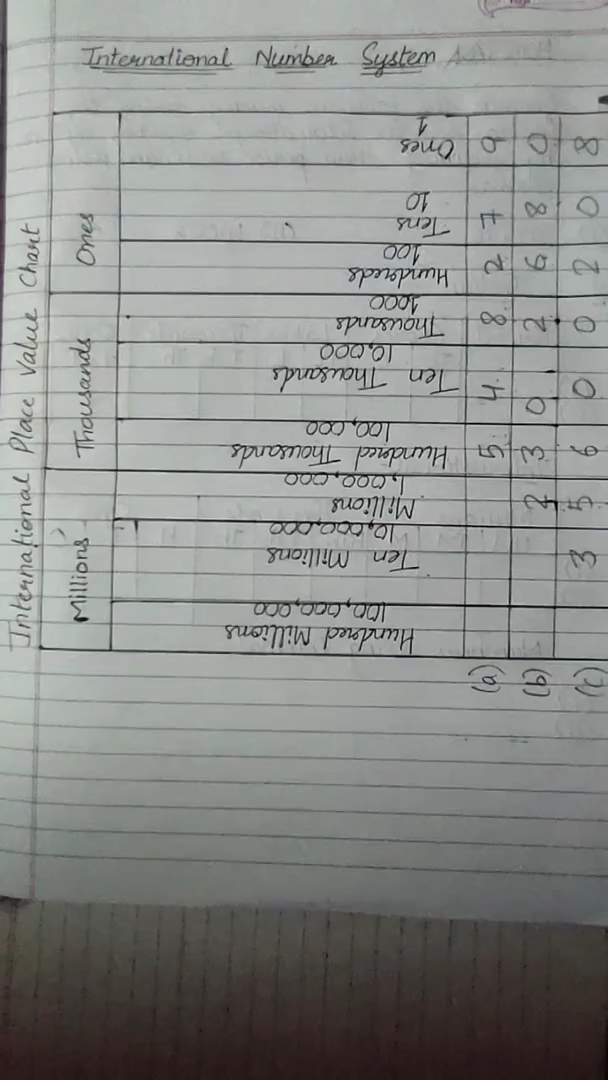 International Number System
International Place Value Chart
Millions Thousands Ones
Hundred Millions
100,000,000
Ten Millions
10,000,000
Millions
1,000,000
Hundred Thousands
100,000
Ten Thousands
10,000
Thousands
1000
Hundreds
100
Tens
10
Ones
1
(a) 5 4 8 2 7
(b) 2 3 0 2 6 8 0
(c) 3 5 6 0 0 2 0 8